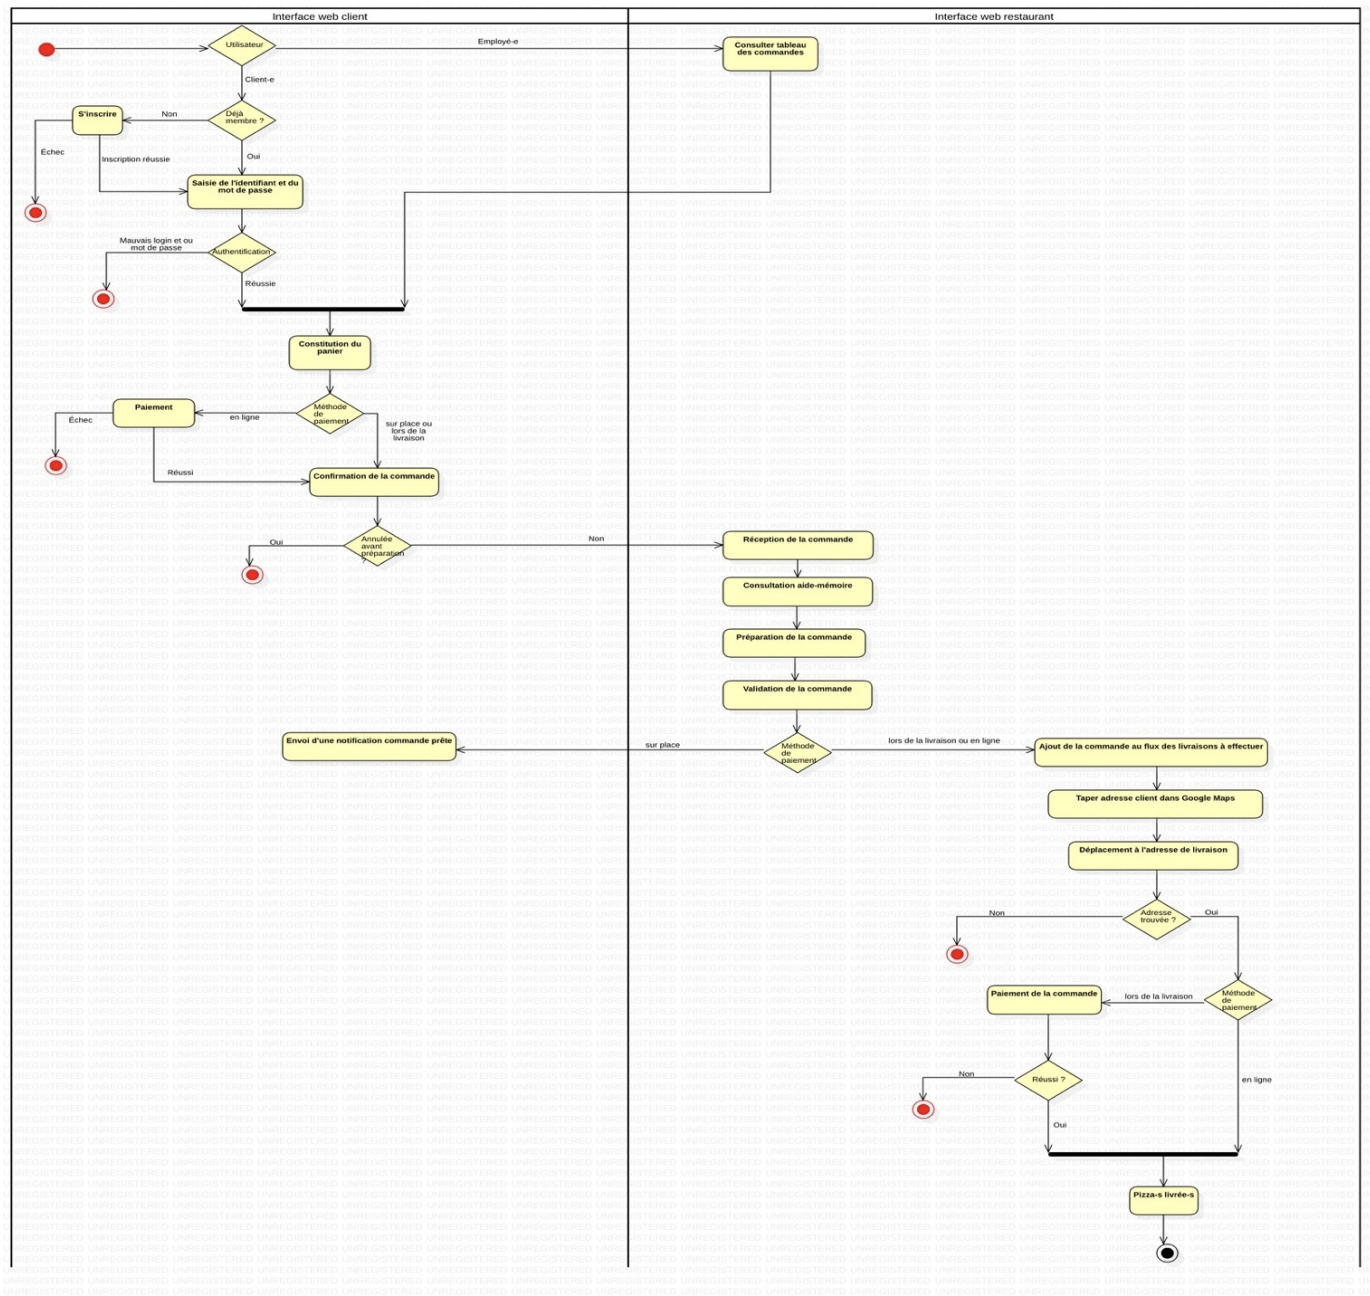 Interface web client
Interface web restaurant
Utilisateur
Employé-e
Consulter tableau
des commandes
Client-e
S'inscrire
Non
Déjà
membre ?
Échec
Inscription réussie
Oui
Saisie de l'identifiant et du
mot de passe
Mauvais login et ou
mot de passe
Authentification
Réussie
Constitution du
panier
Paiement
Échec
en ligne
Méthode
de
paiement
sur place ou
lors de la
livraison
Réussi
Confirmation de la commande
Oui
Annulée
avant
préparation
?
Non
Réception de la commande
Consultation aide-mémoire
Préparation de la commande
Validation de la commande
Envoi d'une notification commande prête
sur place
Méthode
de
paiement
lors de la livraison ou en ligne
Ajout de la commande au flux des livraisons à effectuer
Taper adresse client dans Google Maps
Déplacement à l'adresse de livraison
Non
Adresse
trouvée ?
Oui
Paiement de la commande
lors de la livraison
Méthode
de
paiement
Non
Réussi ?
en ligne
Oui
Pizza-s livrée-s
UNREGISTERED